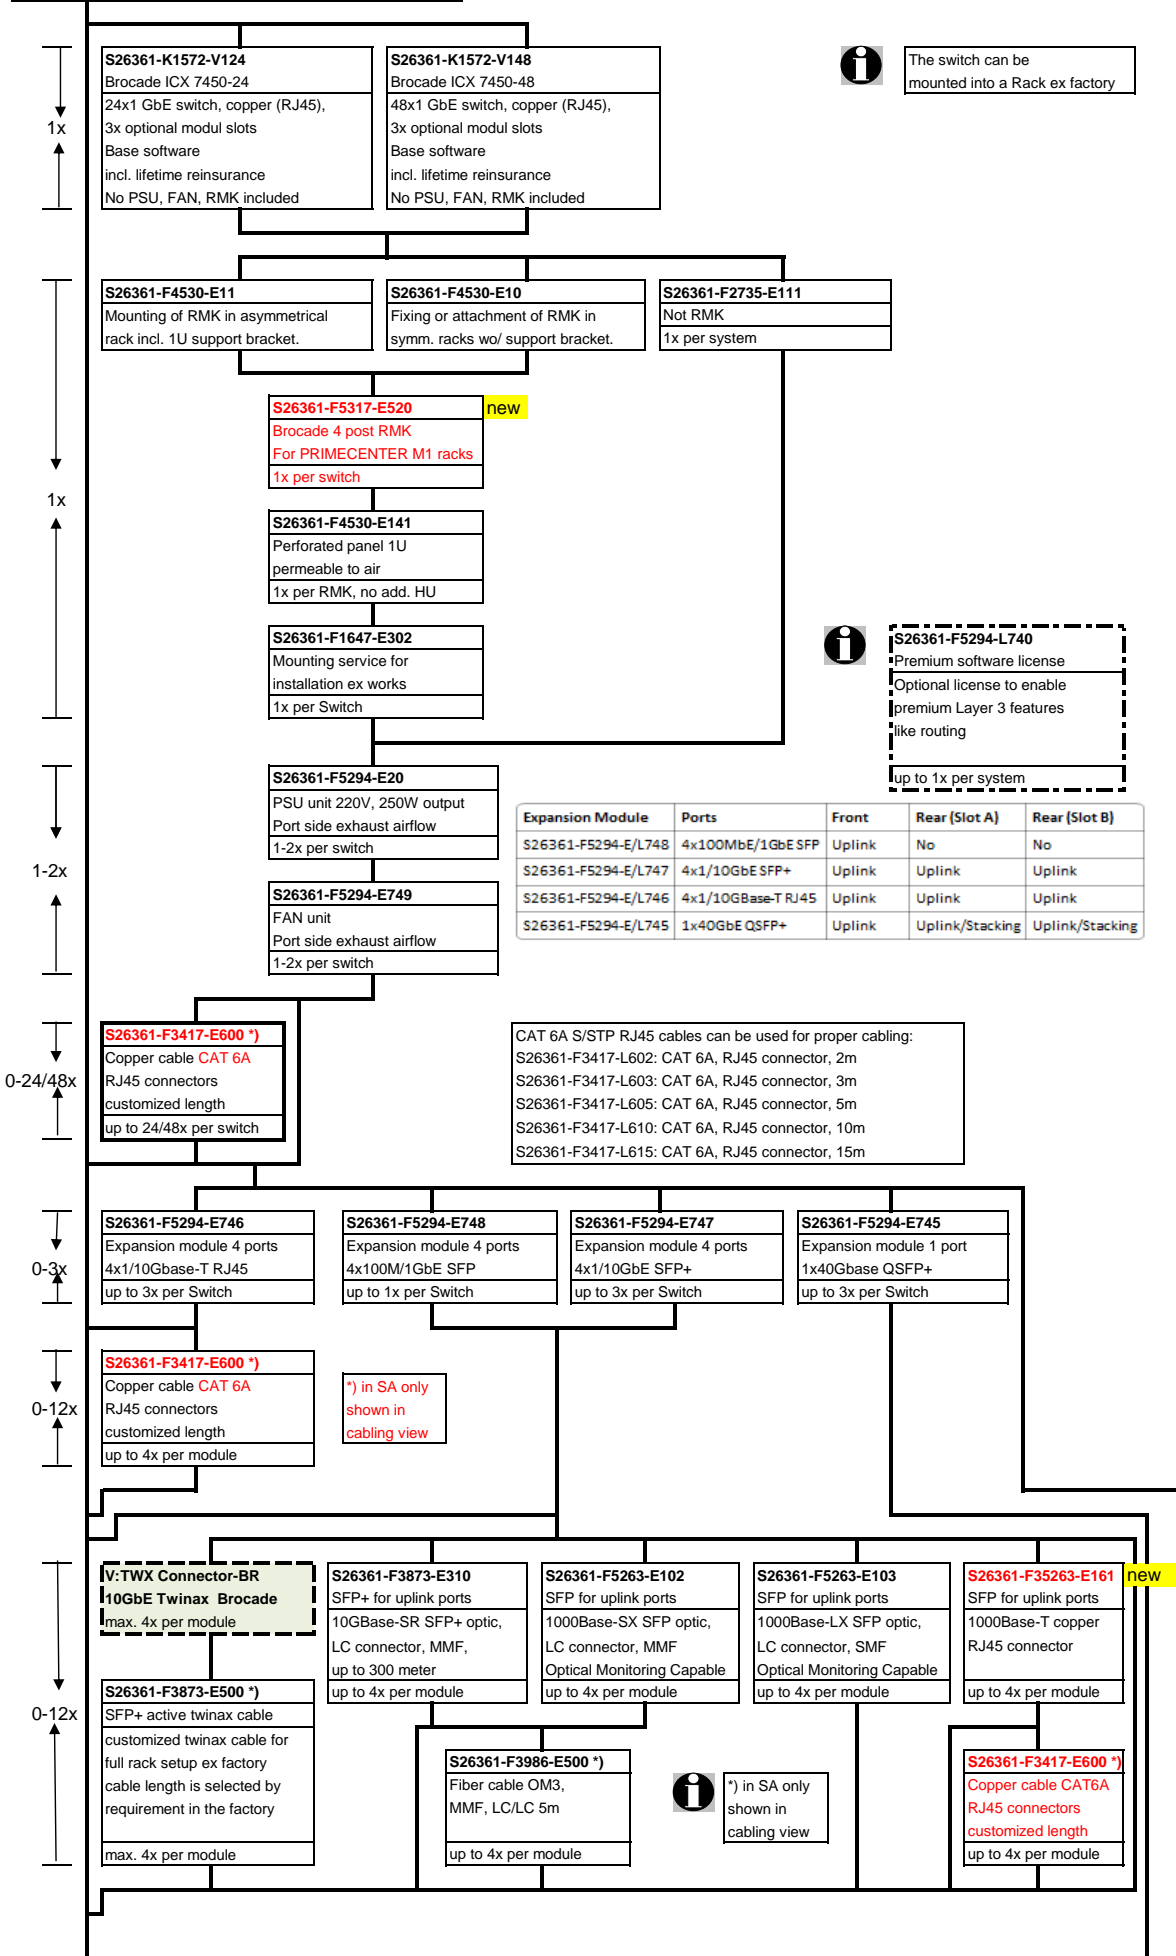 S26361-K1572-V124
Brocade ICX 7450-24
24x1 GbE switch, copper (RJ45),
3x optional modul slots
Base software
incl. lifetime reinsurance
No PSU, FAN, RMK included
S26361-K1572-V148
Brocade ICX 7450-48
48x1 GbE switch, copper (RJ45),
3x optional modul slots
Base software
incl. lifetime reinsurance
No PSU, FAN, RMK included
The switch can be
mounted into a Rack ex factory
1x
S26361-F4530-E11
Mounting of RMK in asymmetrical
rack incl. 1U support bracket.
S26361-F4530-E10
Fixing or attachment of RMK in
symm. racks wo/ support bracket.
S26361-F2735-E111
Not RMK
1x per system
S26361-F5317-E520
new
Brocade 4 post RMK
For PRIMECENTER M1 racks
1x per switch
1x
S26361-F4530-E141
Perforated panel 1U
permeable to air
1x per RMK, no add. HU
S26361-F1647-E302
Mounting service for
installation ex works
1x per Switch
S26361-F5294-L740
Premium software license
Optional license to enable
premium Layer 3 features
like routing
up to 1x per system
S26361-F5294-E20
PSU unit 220V, 250W output
Port side exhaust airflow
1-2x per switch
1-2x
S26361-F5294-E749
FAN unit
Port side exhaust airflow
1-2x per switch
Expansion Module Ports Front Rear (Slot A) Rear (Slot B)
S26361-F5294-E/L748 4x100MbE/1GbE SFP Uplink No No
S26361-F5294-E/L747 4x1/10GbE SFP+ Uplink Uplink Uplink
S26361-F5294-E/L746 4x1/10GBase-T RJ45 Uplink Uplink Uplink
S26361-F5294-E/L745 1x40GbE QSFP+ Uplink Uplink/Stacking Uplink/Stacking
0-24/48x
S26361-F3417-E600 *)
Copper cable CAT 6A
RJ45 connectors
customized length
up to 24/48x per switch
CAT 6A S/STP RJ45 cables can be used for proper cabling:
S26361-F3417-L602: CAT 6A, RJ45 connector, 2m
S26361-F3417-L603: CAT 6A, RJ45 connector, 3m
S26361-F3417-L605: CAT 6A, RJ45 connector, 5m
S26361-F3417-L610: CAT 6A, RJ45 connector, 10m
S26361-F3417-L615: CAT 6A, RJ45 connector, 15m
0-3x
S26361-F5294-E746
Expansion module 4 ports
4x1/10Gbase-T RJ45
up to 3x per Switch
S26361-F5294-E748
Expansion module 4 ports
4x100M/1GbE SFP
up to 1x per Switch
S26361-F5294-E747
Expansion module 4 ports
4x1/10GbE SFP+
up to 3x per Switch
S26361-F5294-E745
Expansion module 1 port
1x40Gbase QSFP+
up to 3x per Switch
0-12x
S26361-F3417-E600 *)
Copper cable CAT 6A
RJ45 connectors
customized length
up to 4x per module
*) in SA only
shown in
cabling view
V:TWX Connector-BR
10GbE Twinax Brocade
max. 4x per module
S26361-F3873-E310
SFP+ for uplink ports
10GBase-SR SFP+ optic,
LC connector, MMF,
up to 300 meter
up to 4x per module
S26361-F5263-E102
SFP for uplink ports
1000Base-SX SFP optic,
LC connector, MMF
Optical Monitoring Capable
up to 4x per module
S26361-F5263-E103
SFP for uplink ports
1000Base-LX SFP optic,
LC connector, SMF
Optical Monitoring Capable
up to 4x per module
S26361-F35263-E161
new
SFP for uplink ports
1000Base-T copper
RJ45 connector
up to 4x per module
0-12x
S26361-F3873-E500 *)
SFP+ active twinax cable
customized twinax cable for
full rack setup ex factory
cable length is selected by
requirement in the factory
max. 4x per module
S26361-F3986-E500 *)
Fiber cable OM3,
MMF, LC/LC 5m
up to 4x per module
*) in SA only
shown in
cabling view
S26361-F3417-E600 *)
Copper cable CAT6A
RJ45 connectors
customized length
up to 4x per module